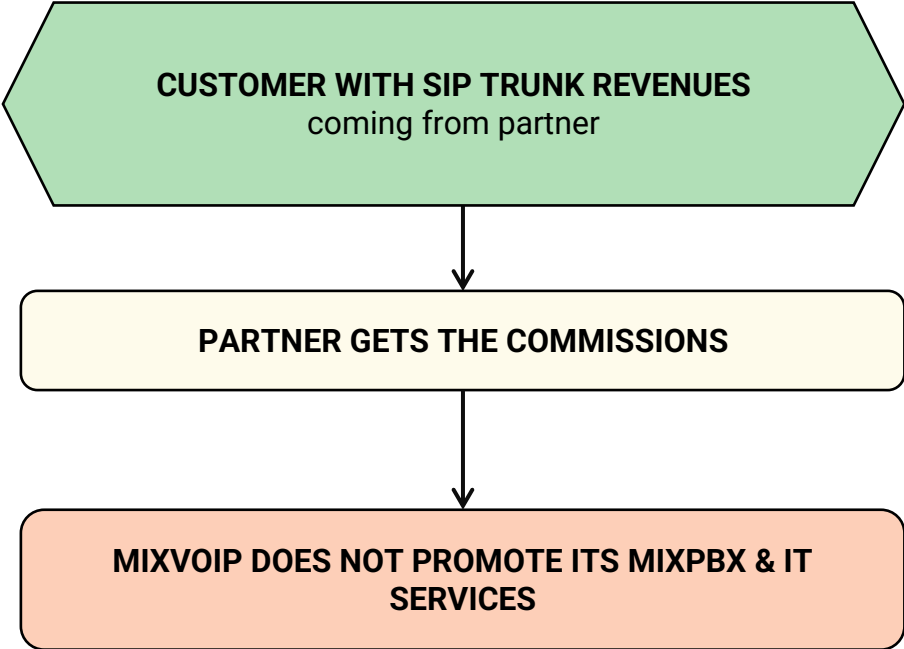 CUSTOMER WITH SIP TRUNK REVENUES
coming from partner
PARTNER GETS THE COMMISSIONS
MIXVOIP DOES NOT PROMOTE ITS MIXPBX & IT
SERVICES